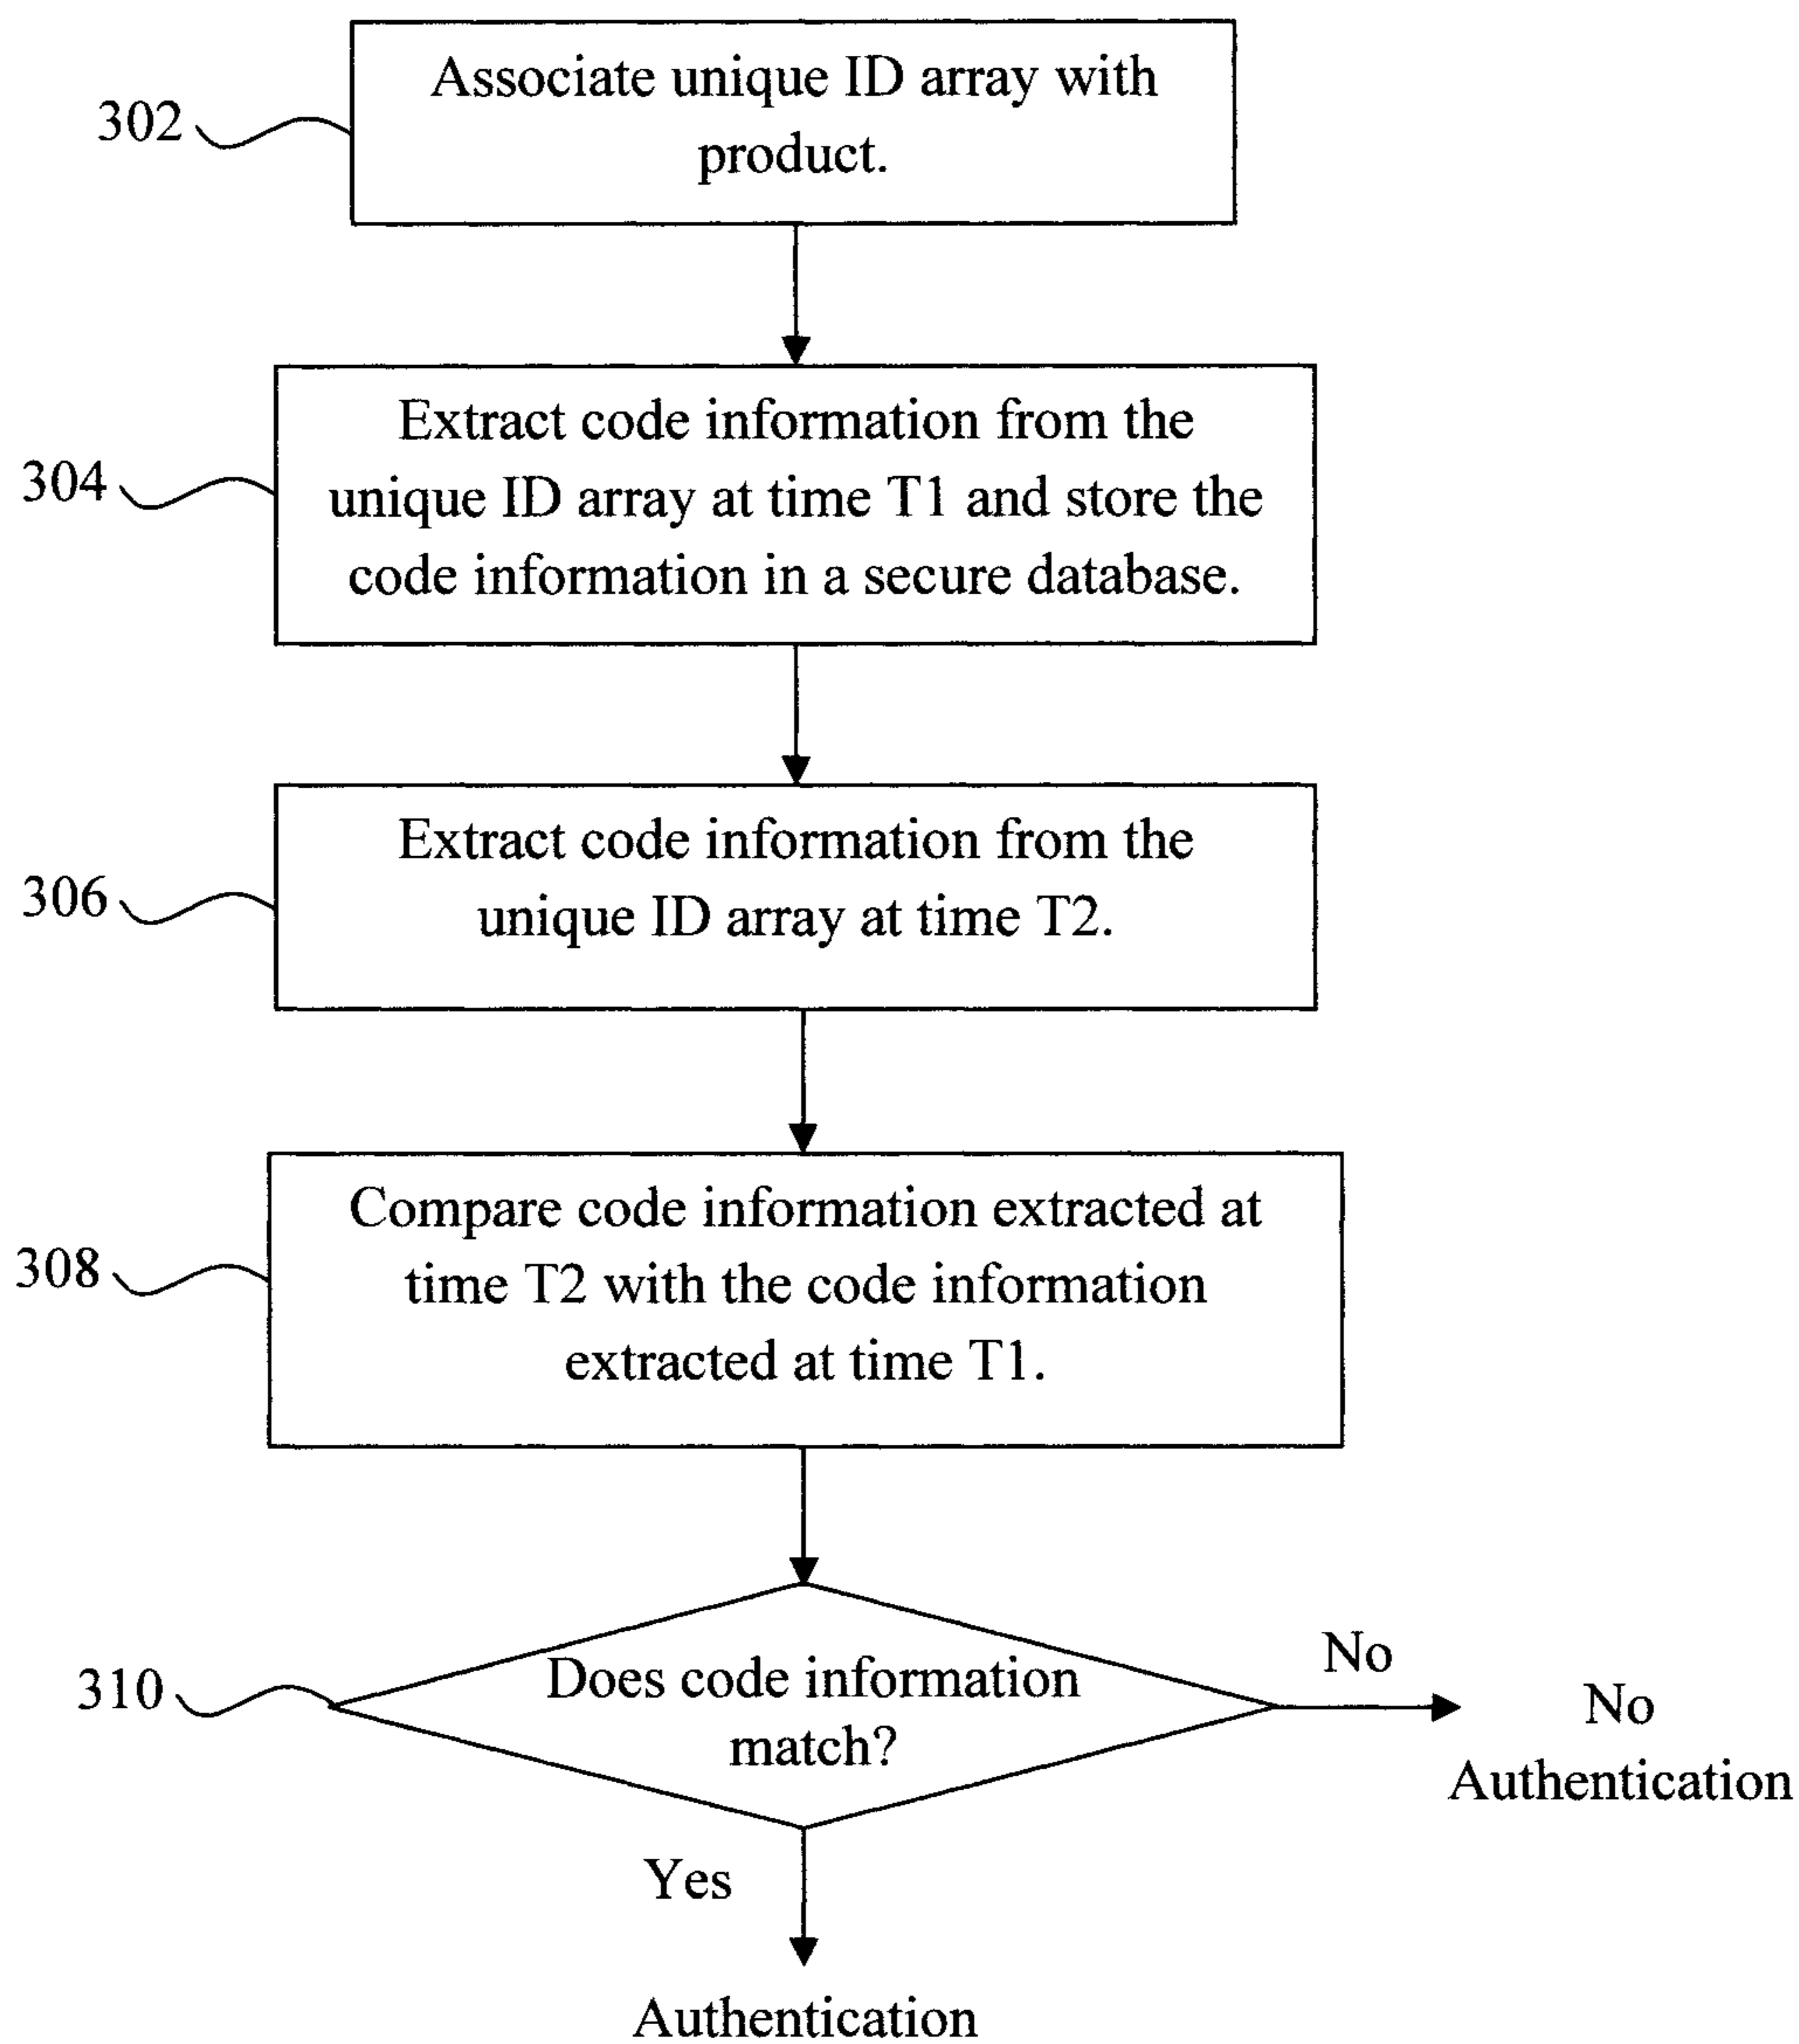 302
Associate unique ID array with
product.
304
Extract code information from the
unique ID array at time T1 and store the
code information in a secure database.
306
Extract code information from the
unique ID array at time T2.
308
Compare code information extracted at
time T2 with the code information
extracted at time T1.
310
Does code information
match?
No
No
Authentication
Yes
Authentication